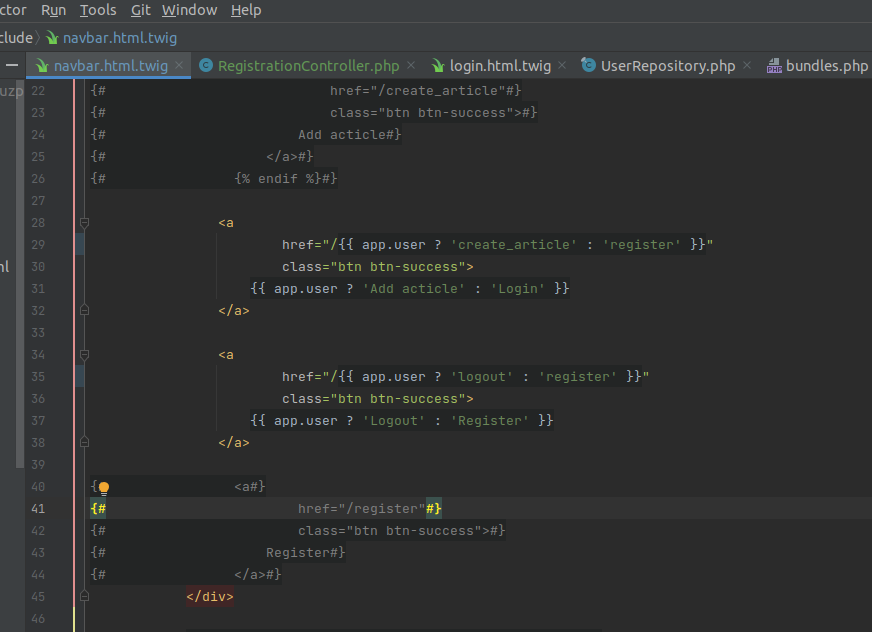 ctor Run Tools Git Window Help
clude navbar.html.twig
navbar.html.twig RegistrationController.php login.html.twig UserRepository.php bundles.php
uzp 22 {# href="/create_article"#}
23 {# class="btn btn-success">#}
24 {# Add acticle#}
25 {# </a>#}
26 {# {% endif %}#}
27
28 <a
29 href="/{{ app.user ? 'create_article' : 'register' }}"
nl 30 class="btn btn-success">
31 {{ app.user ? 'Add acticle' : 'Login' }}
32 </a>
33
34 <a
35 href="/{{ app.user ? 'logout' : 'register' }}"
36 class="btn btn-success">
37 {{ app.user ? 'Logout' : 'Register' }}
38 </a>
39
40 { <a#}
41 {# href="/register"#}
42 {# class="btn btn-success">#}
43 {# Register#}
44 {# </a>#}
45 </div>
46